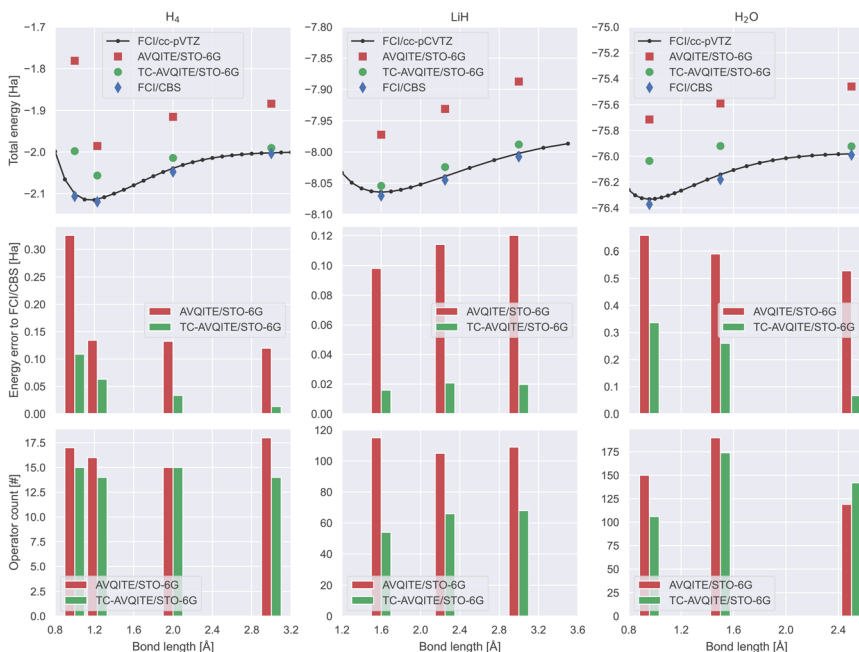 H₄
LiH
H₂O
Total energy [Ha]
−1.7
−1.8
−1.9
−2.0
−2.1
FCI/cc-pVTZ
AVQITE/STO-6G
TC-AVQITE/STO-6G
FCI/CBS
−7.80
−7.85
−7.90
−7.95
−8.00
−8.05
−8.10
FCI/cc-pCVTZ
AVQITE/STO-6G
TC-AVQITE/STO-6G
FCI/CBS
−75.0
−75.2
−75.4
−75.6
−75.8
−76.0
−76.2
−76.4
FCI/cc-pVTZ
AVQITE/STO-6G
TC-AVQITE/STO-6G
FCI/CBS
Energy error to FCI/CBS [Ha]
0.30
0.25
0.20
0.15
0.10
0.05
0.00
AVQITE/STO-6G
TC-AVQITE/STO-6G
0.12
0.10
0.08
0.06
0.04
0.02
0.00
AVQITE/STO-6G
TC-AVQITE/STO-6G
0.6
0.5
0.4
0.3
0.2
0.1
0.0
AVQITE/STO-6G
TC-AVQITE/STO-6G
Operator count [#]
17.5
15.0
12.5
10.0
7.5
5.0
2.5
0.0
AVQITE/STO-6G
TC-AVQITE/STO-6G
0.8 1.2 1.6 2.0 2.4 2.8 3.2
Bond length [Å]
120
100
80
60
40
20
0
AVQITE/STO-6G
TC-AVQITE/STO-6G
1.2 1.6 2.0 2.4 2.8 3.2 3.6
Bond length [Å]
175
150
125
100
75
50
25
0
AVQITE/STO-6G
TC-AVQITE/STO-6G
0.8 1.2 1.6 2.0 2.4
Bond length [Å]